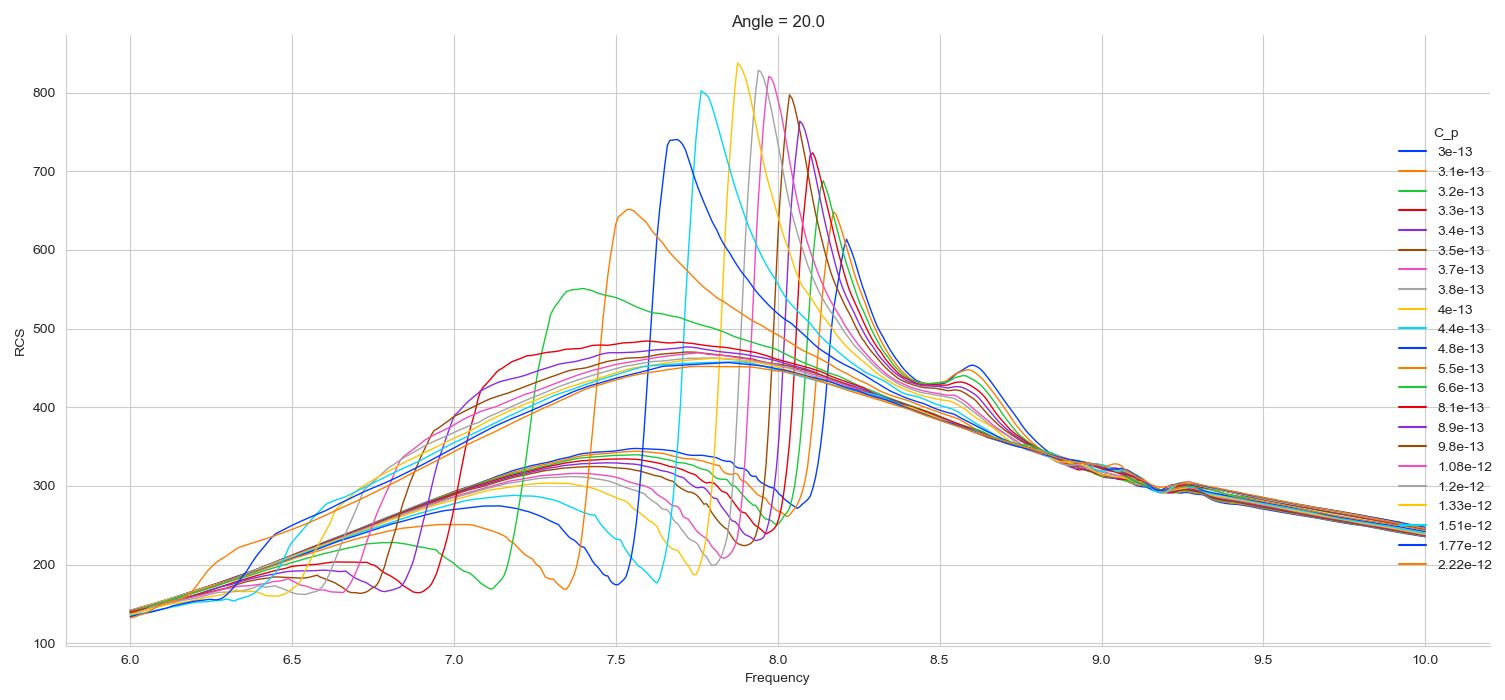 Angle = 20.0
RCS
800
700
600
500
400
300
200
100
6.0 6.5 7.0 7.5 8.0 8.5 9.0 9.5 10.0
Frequency
C_p
3e-13
3.1e-13
3.2e-13
3.3e-13
3.4e-13
3.5e-13
3.7e-13
3.8e-13
4e-13
4.4e-13
4.8e-13
5.5e-13
6.6e-13
8.1e-13
8.9e-13
9.8e-13
1.08e-12
1.2e-12
1.33e-12
1.51e-12
1.77e-12
2.22e-12